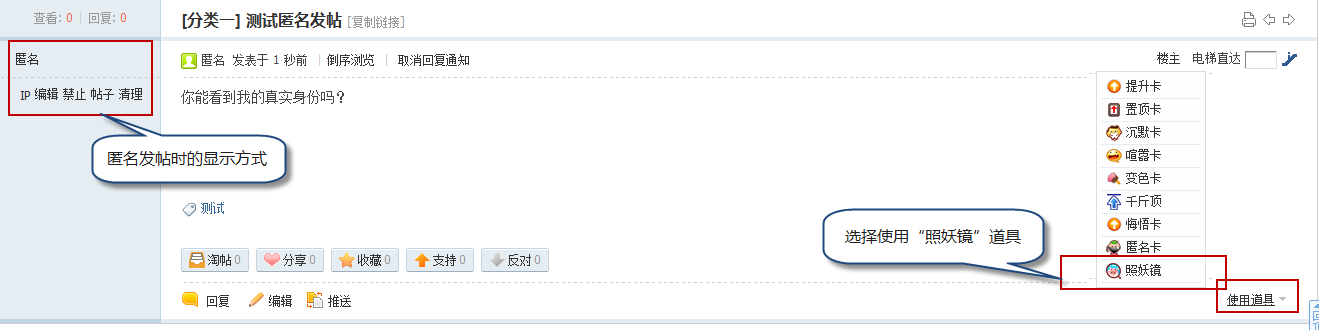 查看: 0 | 回复: 0
[分类一] 测试匿名发帖 [复制链接]
匿名
IP 编辑 禁止 帖子 清理
匿名发帖时的显示方式
匿名 发表于 1 秒前 | 倒序浏览 | 取消回复通知
楼主 电梯直达
你能看到我的真实身份吗？
测试
淘帖 0 分享 0 收藏 0 支持 0 反对 0
回复 编辑 推送
提升卡
置顶卡
沉默卡
喧嚣卡
变色卡
千斤顶
悔悟卡
匿名卡
照妖镜
选择使用“照妖镜”道具
使用道具